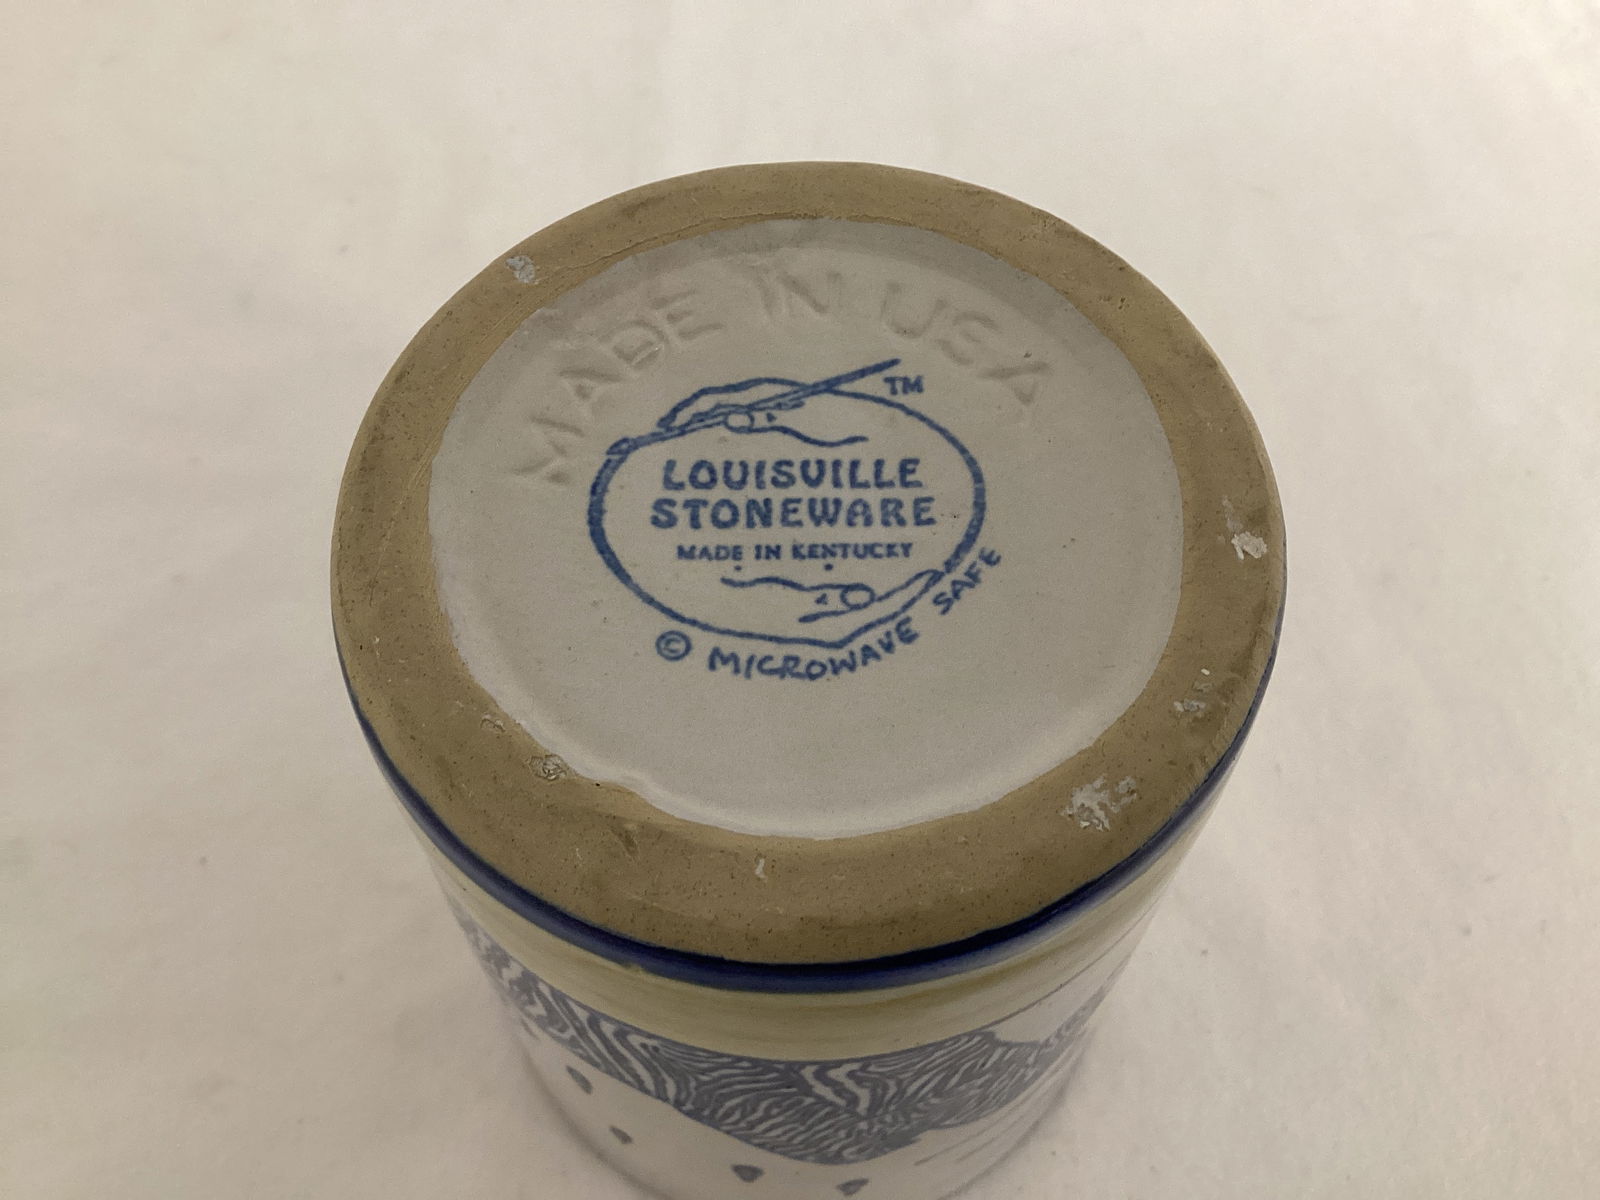 MADE IN USA
TM
LOUISVILLE
STONEWARE
MADE IN KENTUCKY
© MICROWAVE SAFE